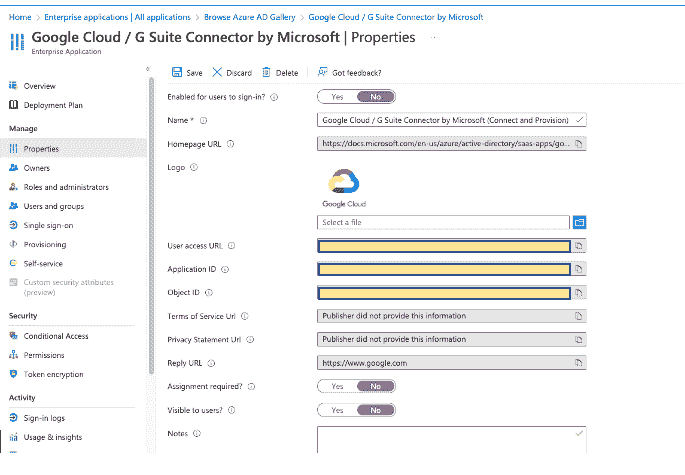 Home > Enterprise applications | All applications > Browse Azure AD Gallery > Google Cloud / G Suite Connector by Microsoft
Google Cloud / G Suite Connector by Microsoft | Properties ...
Enterprise Application
«
Save Discard Delete Got feedback?
Overview
Deployment Plan
Manage
Properties
Owners
Roles and administrators
Users and groups
Single sign-on
Provisioning
Self-service
Custom security attributes
(preview)
Security
Conditional Access
Permissions
Token encryption
Activity
Sign-in logs
Usage & insights
Enabled for users to sign-in? Yes No
Name * Google Cloud / G Suite Connector by Microsoft (Connect and Provision)
Homepage URL https://docs.microsoft.com/en-us/azure/active-directory/saas-apps/go...
Logo
Google Cloud
Select a file
User access URL
Application ID
Object ID
Terms of Service Url Publisher did not provide this information
Privacy Statement Url Publisher did not provide this information
Reply URL https://www.google.com
Assignment required? Yes No
Visible to users? Yes No
Notes